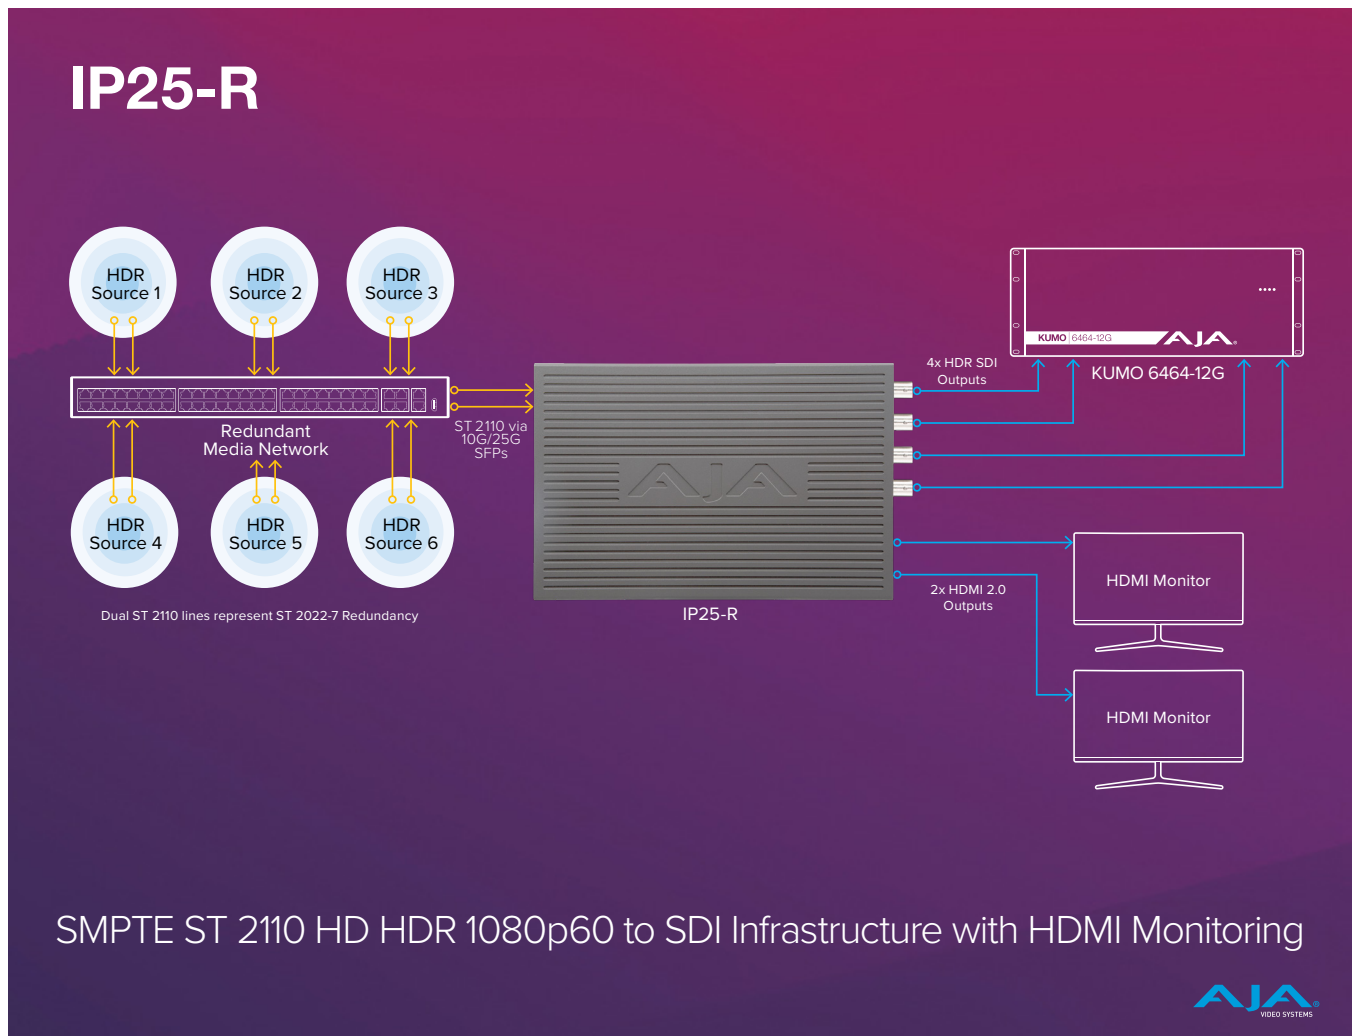 IP25-R
HDR
Source 1
HDR
Source 2
HDR
Source 3
Redundant
Media Network
HDR
Source 4
HDR
Source 5
HDR
Source 6
Dual ST 2110 lines represent ST 2022-7 Redundancy
ST 2110 via
10G/25G
SFPs
AJA
IP25-R
4x HDR SDI
Outputs
KUMO 6464-12G AJA®
KUMO 6464-12G
2x HDMI 2.0
Outputs
HDMI Monitor
HDMI Monitor
SMPTE ST 2110 HD HDR 1080p60 to SDI Infrastructure with HDMI Monitoring
AJA®
VIDEO SYSTEMS